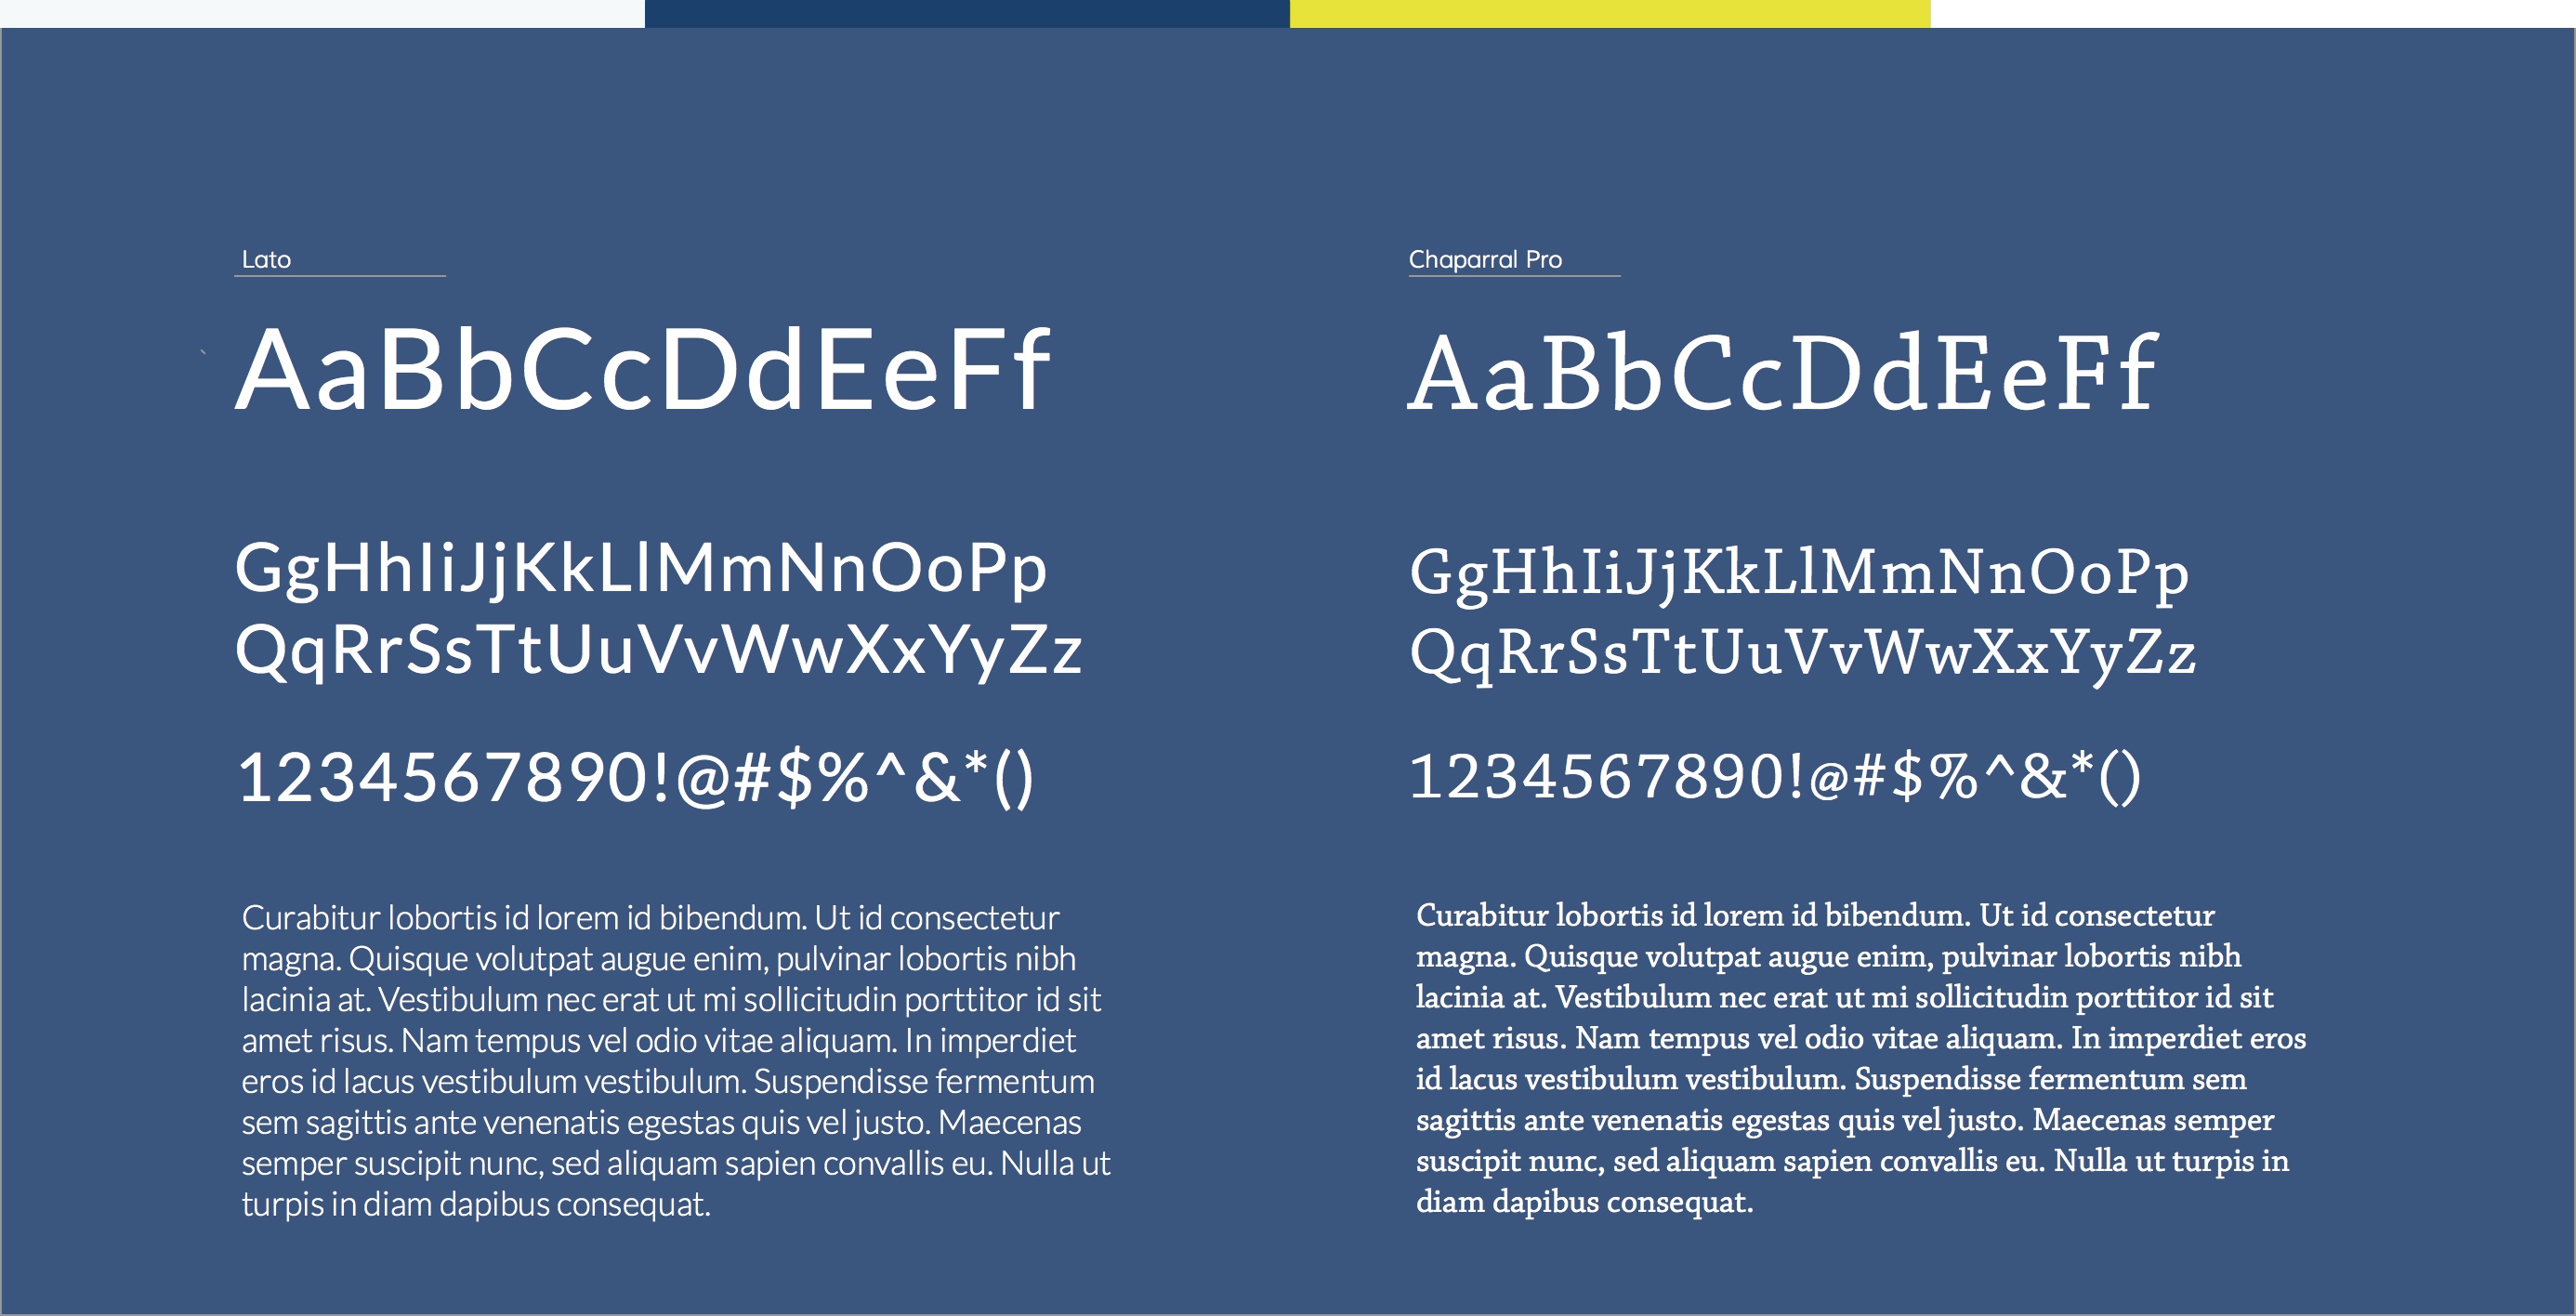 Lato
AaBbCcDdEeFf
GgHhIiJjKkLlMmNnOoPp
QqRrSsTtUuVvWwXxYyZz
1234567890!@#$%^&*()
Curabitur lobortis id lorem id bibendum. Ut id consectetur
magna. Quisque volutpat augue enim, pulvinar lobortis nibh
lacinia at. Vestibulum nec erat ut mi sollicitudin porttitor id sit
amet risus. Nam tempus vel odio vitae aliquam. In imperdiet
eros id lacus vestibulum vestibulum. Suspendisse fermentum
sem sagittis ante venenatis egestas quis vel justo. Maecenas
semper suscipit nunc, sed aliquam sapien convallis eu. Nulla ut
turpis in diam dapibus consequat.
Chaparral Pro
AaBbCcDdEeFf
GgHhIiJjKkLlMmNnOoPp
QqRrSsTtUuVvWwXxYyZz
1234567890!@#$%^&*()
Curabitur lobortis id lorem id bibendum. Ut id consectetur
magna. Quisque volutpat augue enim, pulvinar lobortis nibh
lacinia at. Vestibulum nec erat ut mi sollicitudin porttitor id sit
amet risus. Nam tempus vel odio vitae aliquam. In imperdiet eros
id lacus vestibulum vestibulum. Suspendisse fermentum sem
sagittis ante venenatis egestas quis vel justo. Maecenas semper
suscipit nunc, sed aliquam sapien convallis eu. Nulla ut turpis in
diam dapibus consequat.